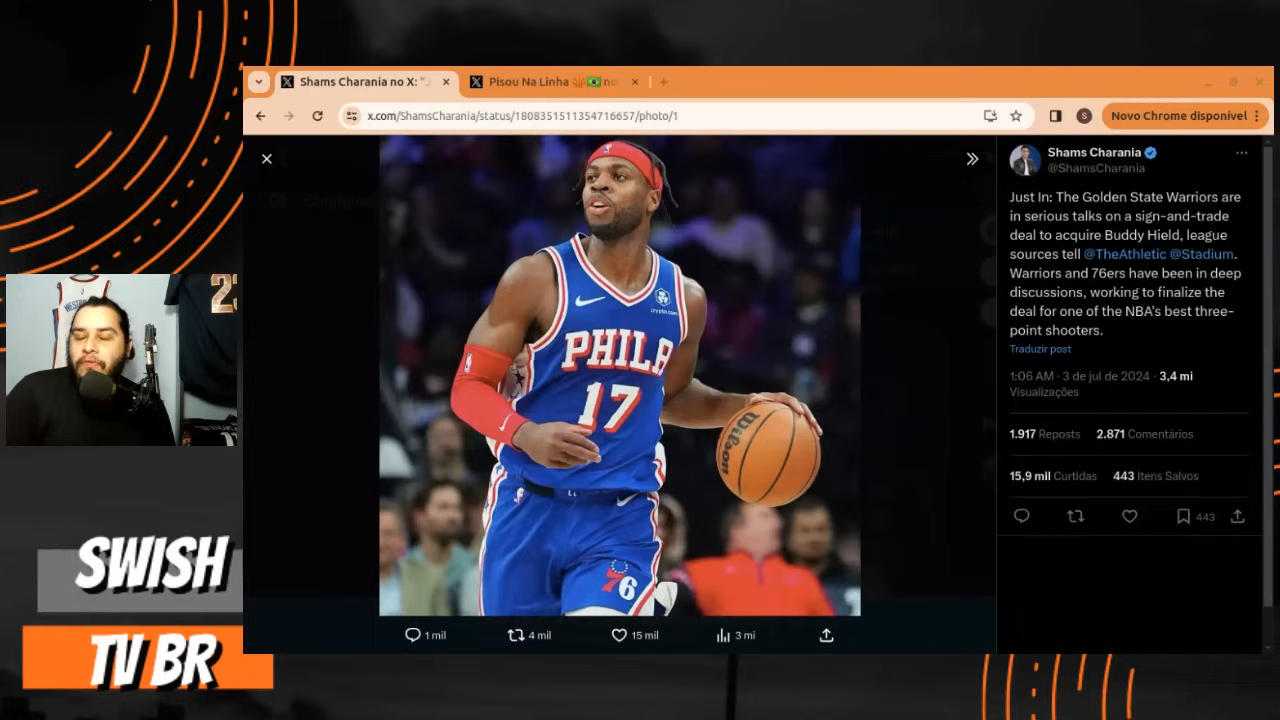 Shams Charania no X: "J
Pisou Na Linha 🇧🇷 no
x.com/ShamsCharania/status/1808351511354716657/photo/1
S
Novo Chrome disponível
Shams Charania
@ShamsCharania
Just In: The Golden State Warriors are
in serious talks on a sign-and-trade
deal to acquire Buddy Hield, league
sources tell @TheAthletic @Stadium.
Warriors and 76ers have been in deep
discussions, working to finalize the
deal for one of the NBA's best three-
point shooters.
Traduzir post
1:06 AM · 3 de jul de 2024 · 3,4 mi
Visualizações
1.917 Reposts 2.871 Comentários
15,9 mil Curtidas 443 Itens Salvos
443
1 mil
4 mil
15 mil
3 mi
crypto.com
PHILA
17
Wilson
76
2
SWISH
TV BR